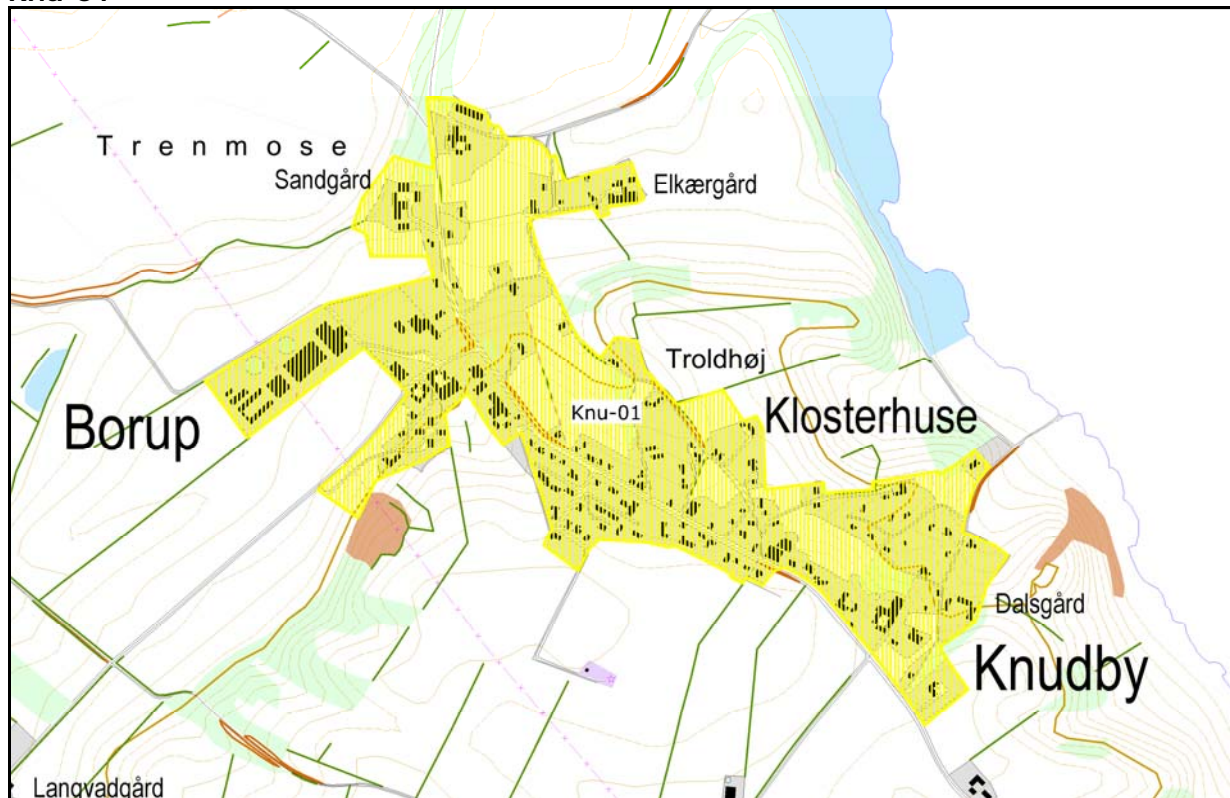 Trenmose
Sandgård
Elkærgård
Troldhøj
Borup
Knu-01
Klosterhuse
Dalsgård
Knudby
Langvadgård